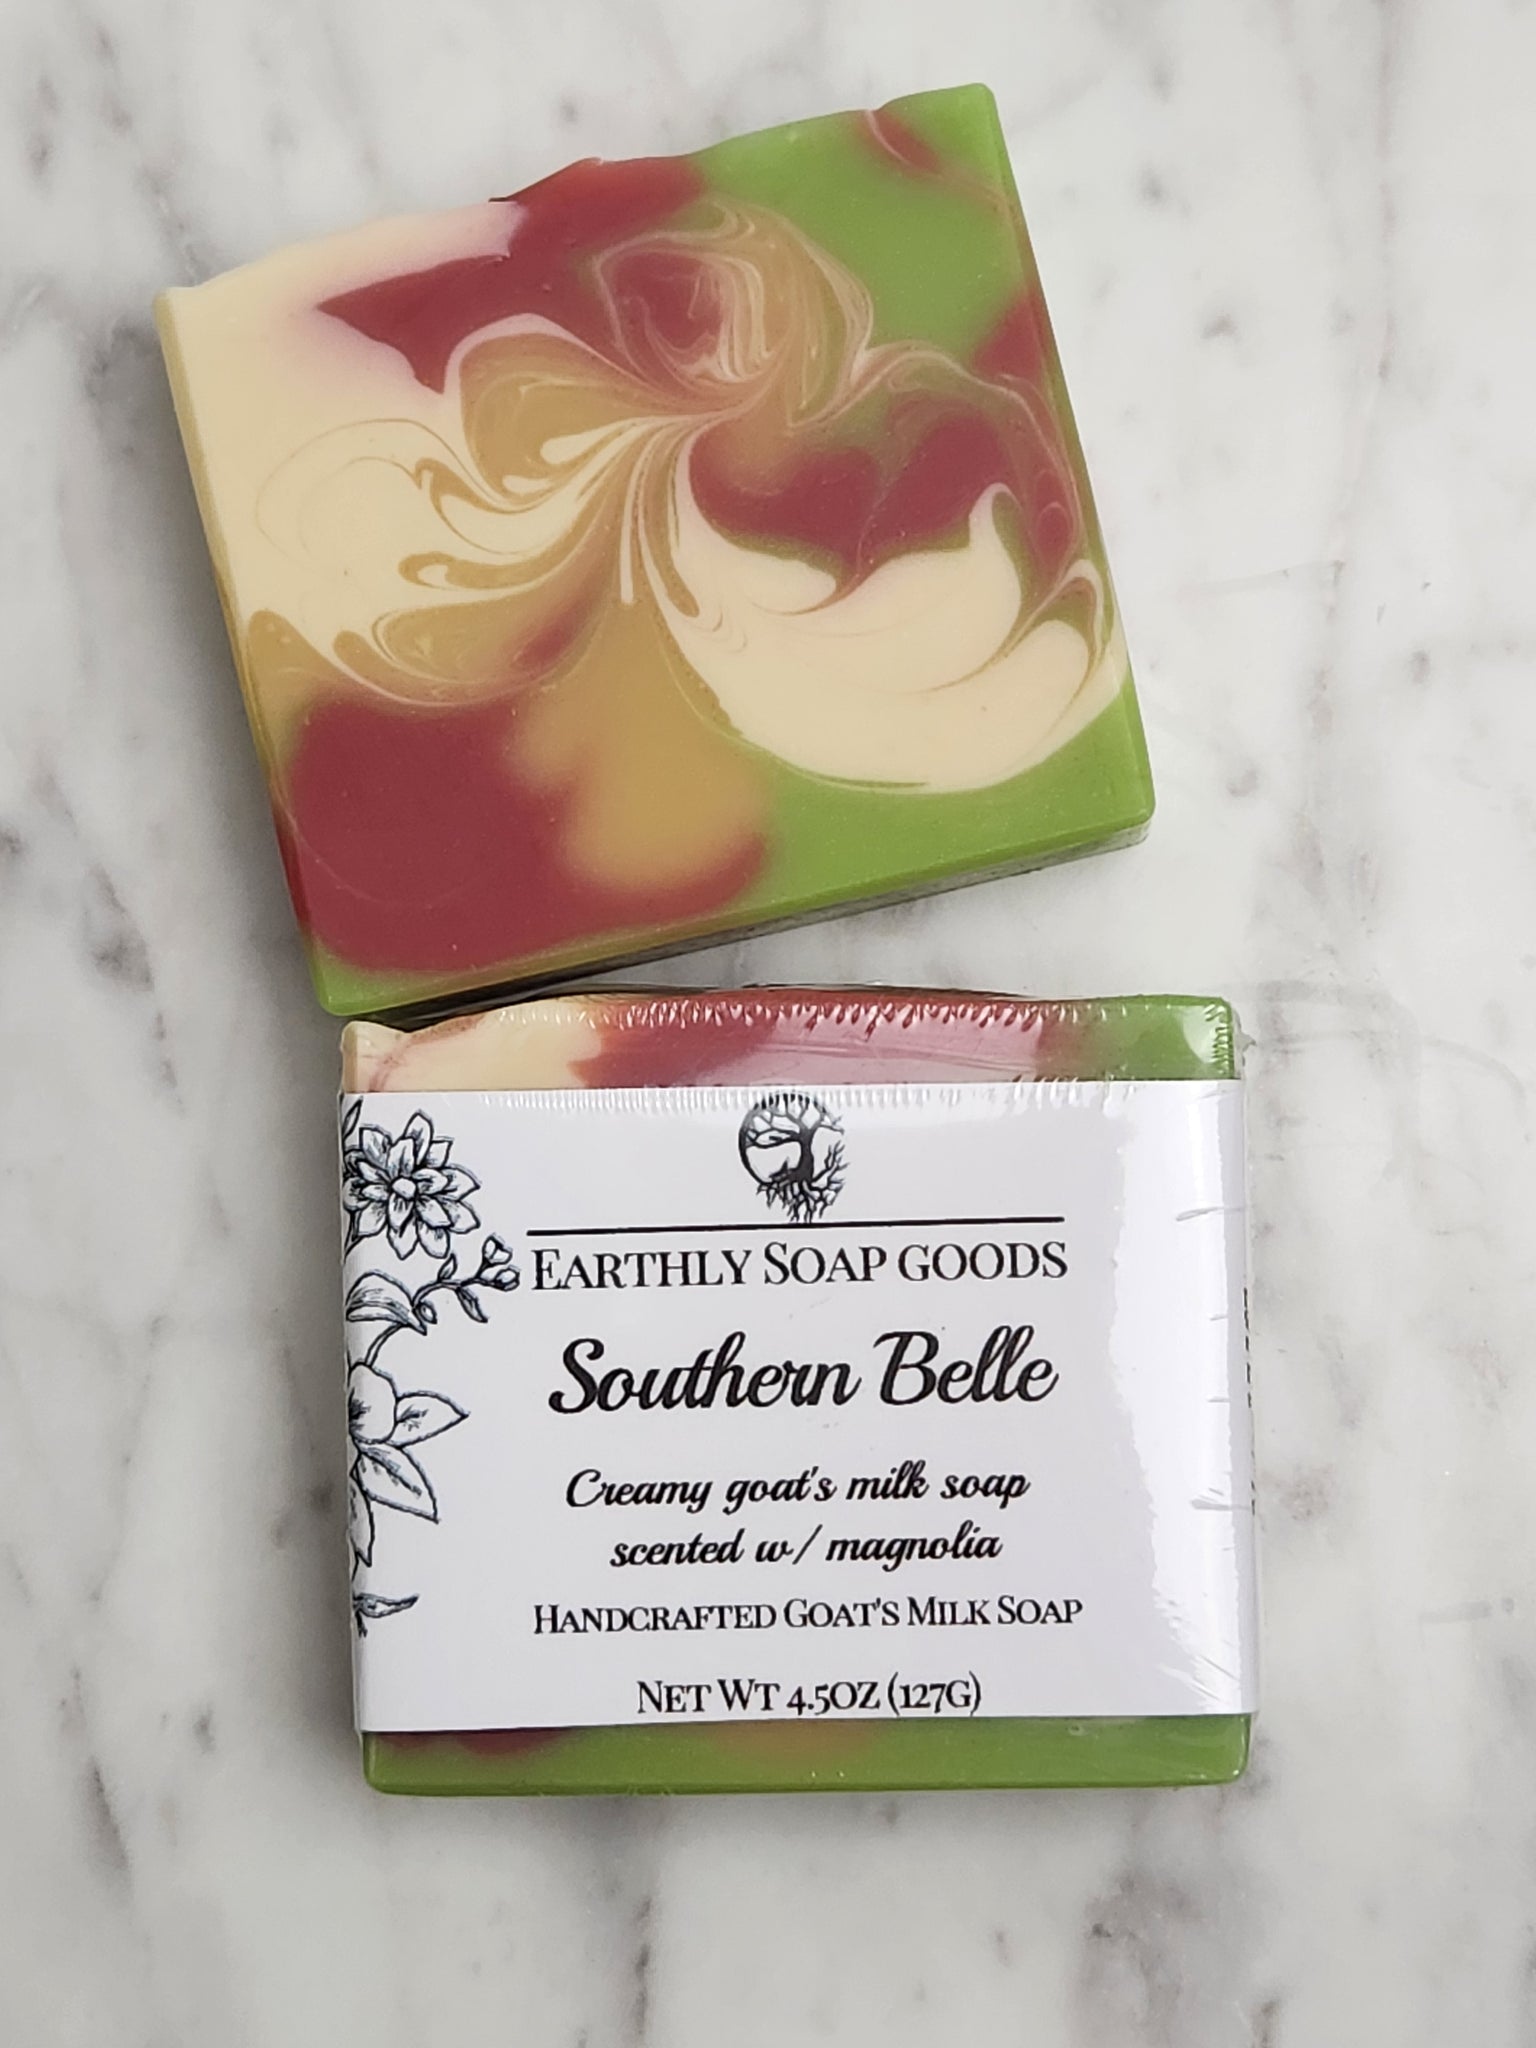 EARTHLY SOAP GOODS
Southern Belle
Creamy goat's milk soap
scented w/ magnolia
HANDCRAFTED GOAT'S MILK SOAP
NET WT 4.5OZ (127G)